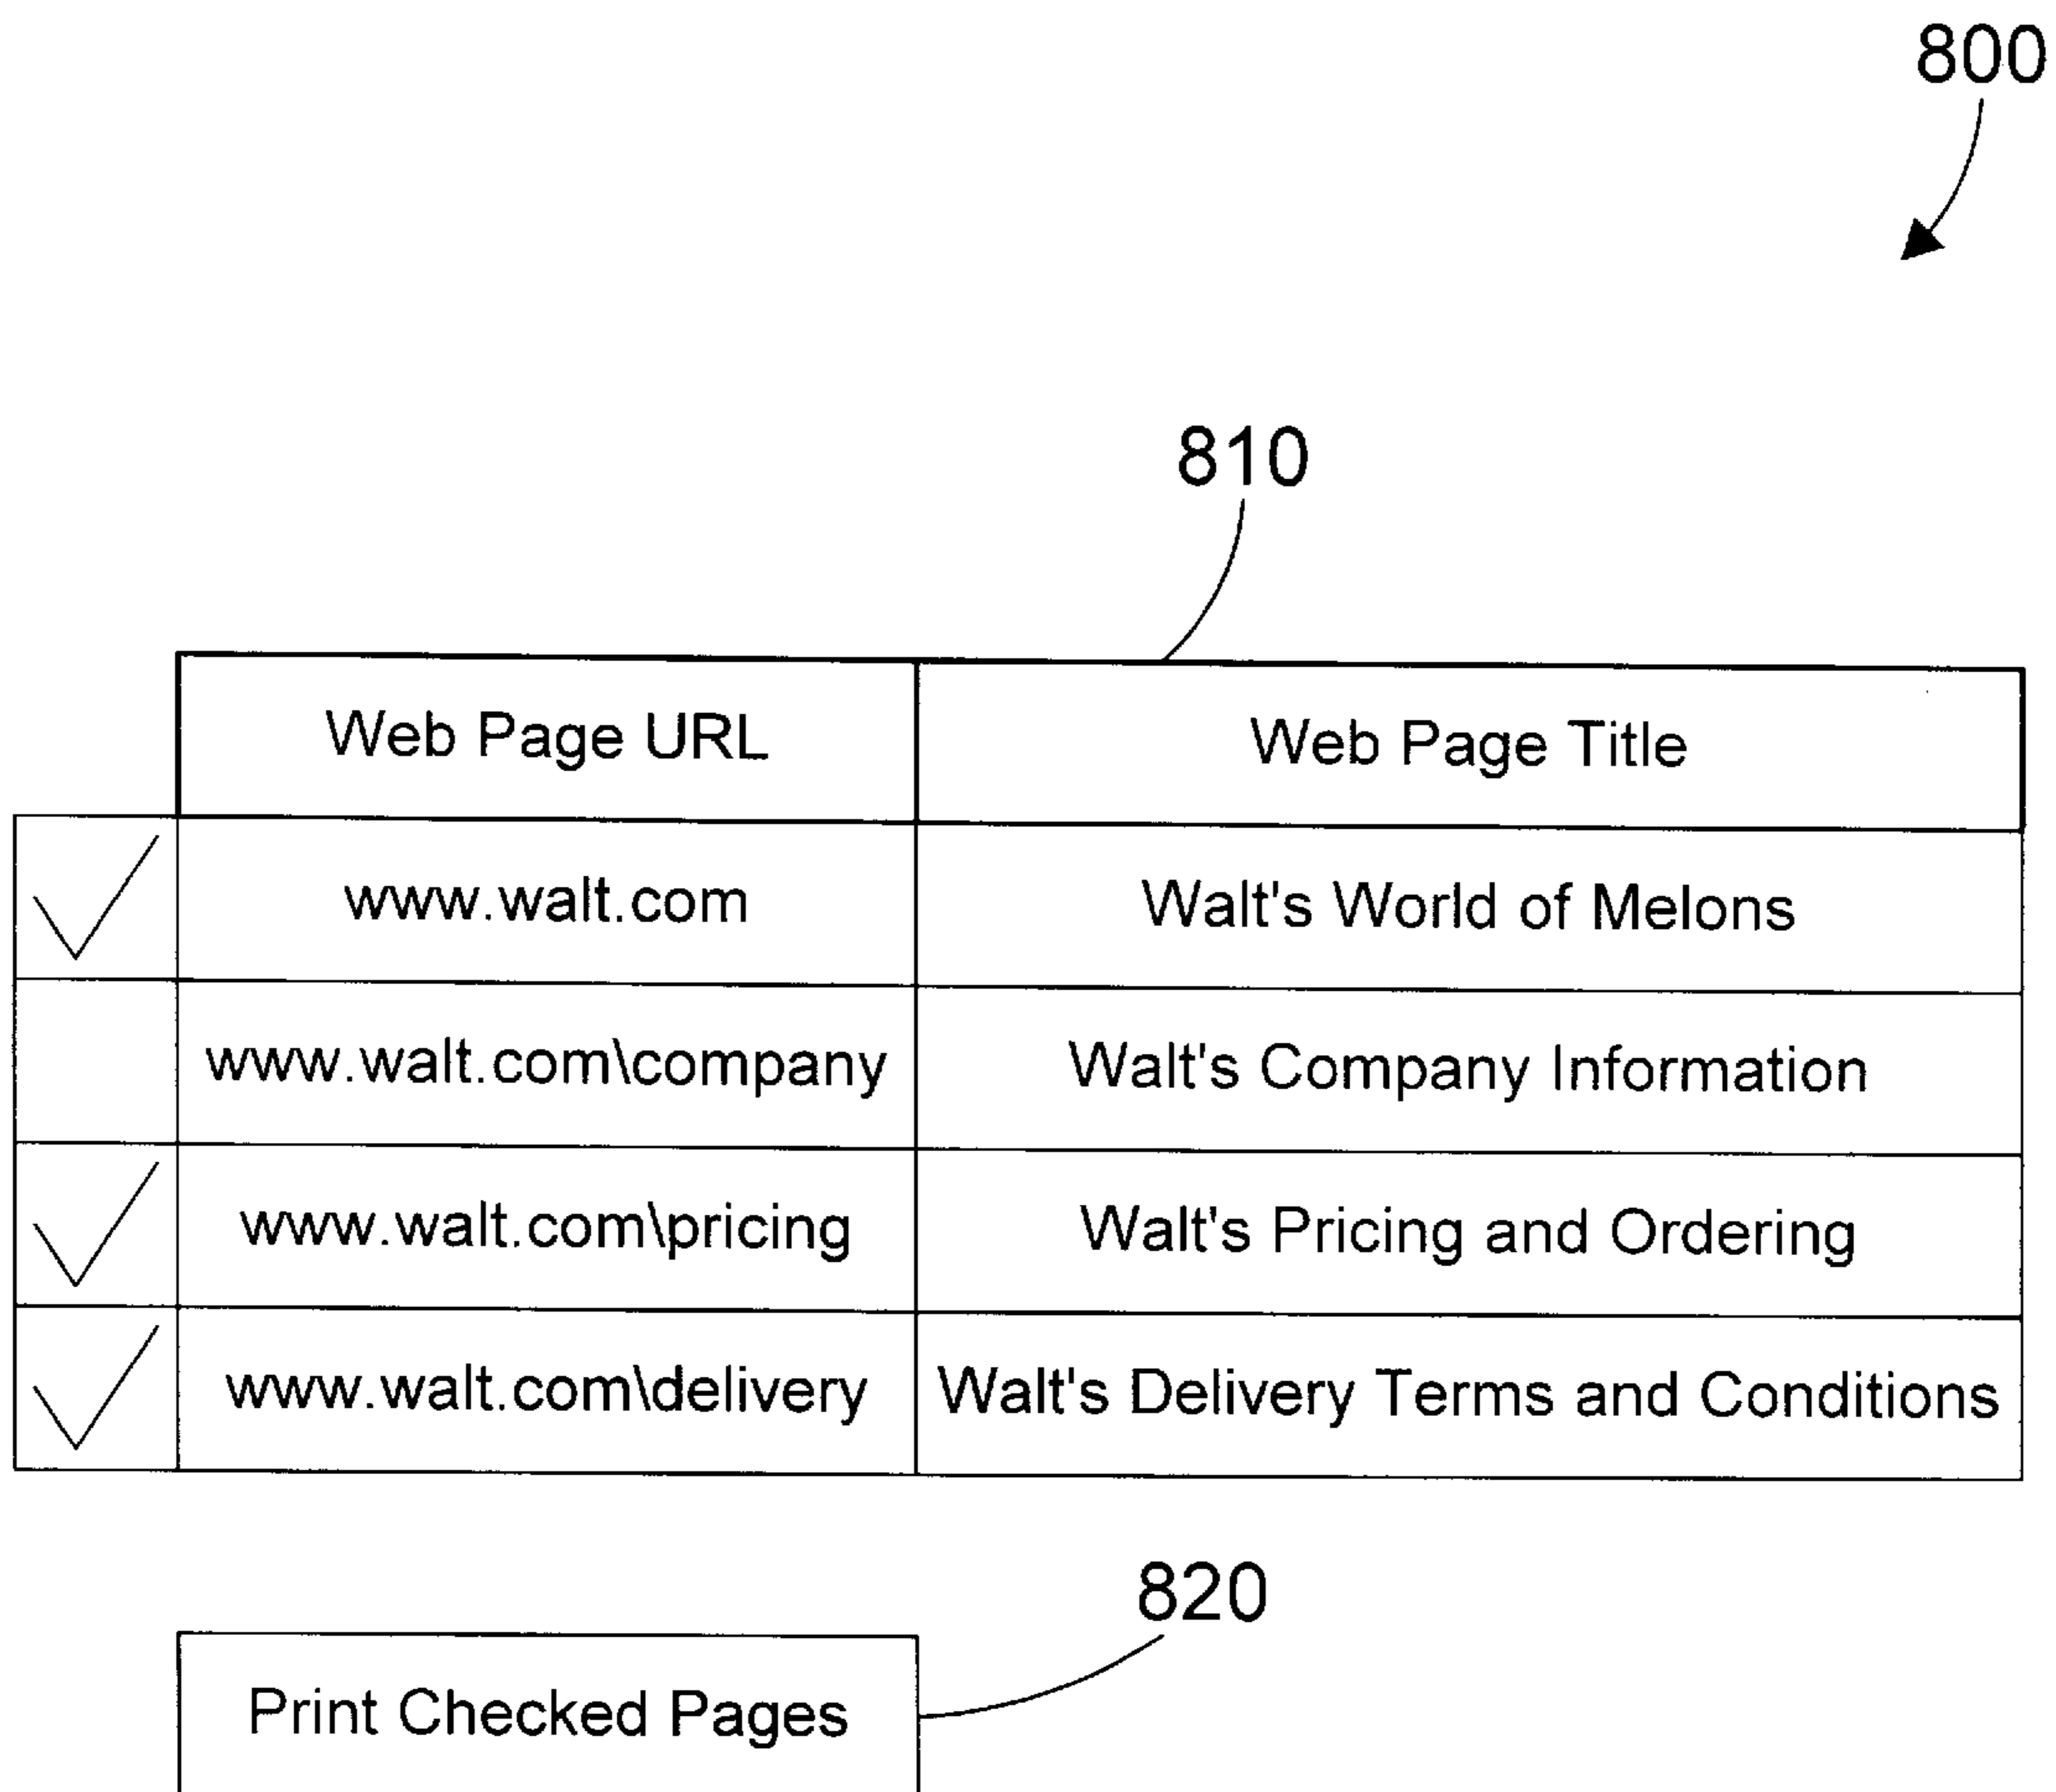 800
810
Web Page URL Web Page Title
www.walt.com Walt's World of Melons
www.walt.com\company Walt's Company Information
www.walt.com\pricing Walt's Pricing and Ordering
www.walt.com\delivery Walt's Delivery Terms and Conditions
820
Print Checked Pages